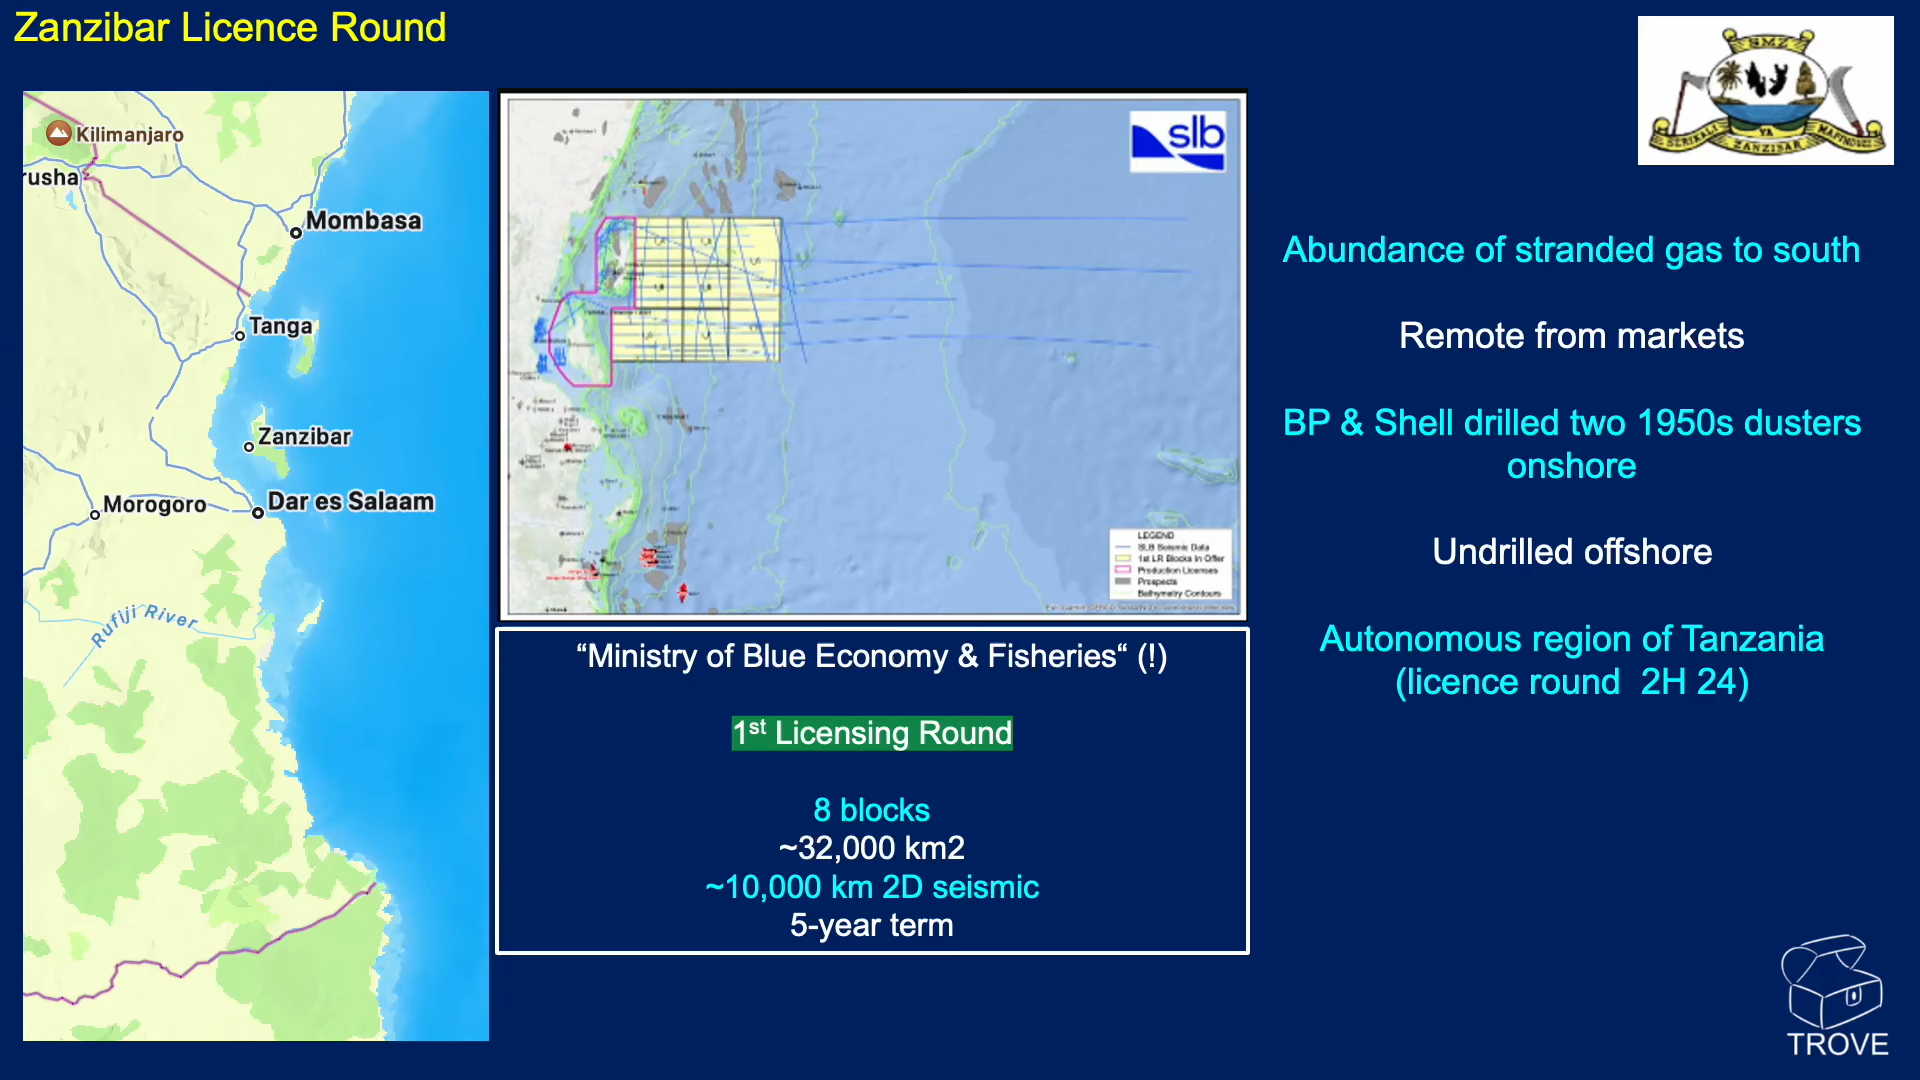 Zanzibar Licence Round
Kilimanjaro
rusha
Mombasa
Tanga
Zanzibar
Morogoro
Dar es Salaam
Rufiji River
slb
LEGEND
SLB Seismic Data
1st LR Blocks In Offer
Production Licenses
Prospects
Bathymetry Contours
“Ministry of Blue Economy & Fisheries“ (!)
1st Licensing Round
8 blocks
~32,000 km2
~10,000 km 2D seismic
5-year term
SMZ
SERIKALI YA MAPINDUZI
ZANZIBAR
Abundance of stranded gas to south
Remote from markets
BP & Shell drilled two 1950s dusters
onshore
Undrilled offshore
Autonomous region of Tanzania
(licence round 2H 24)
TROVE